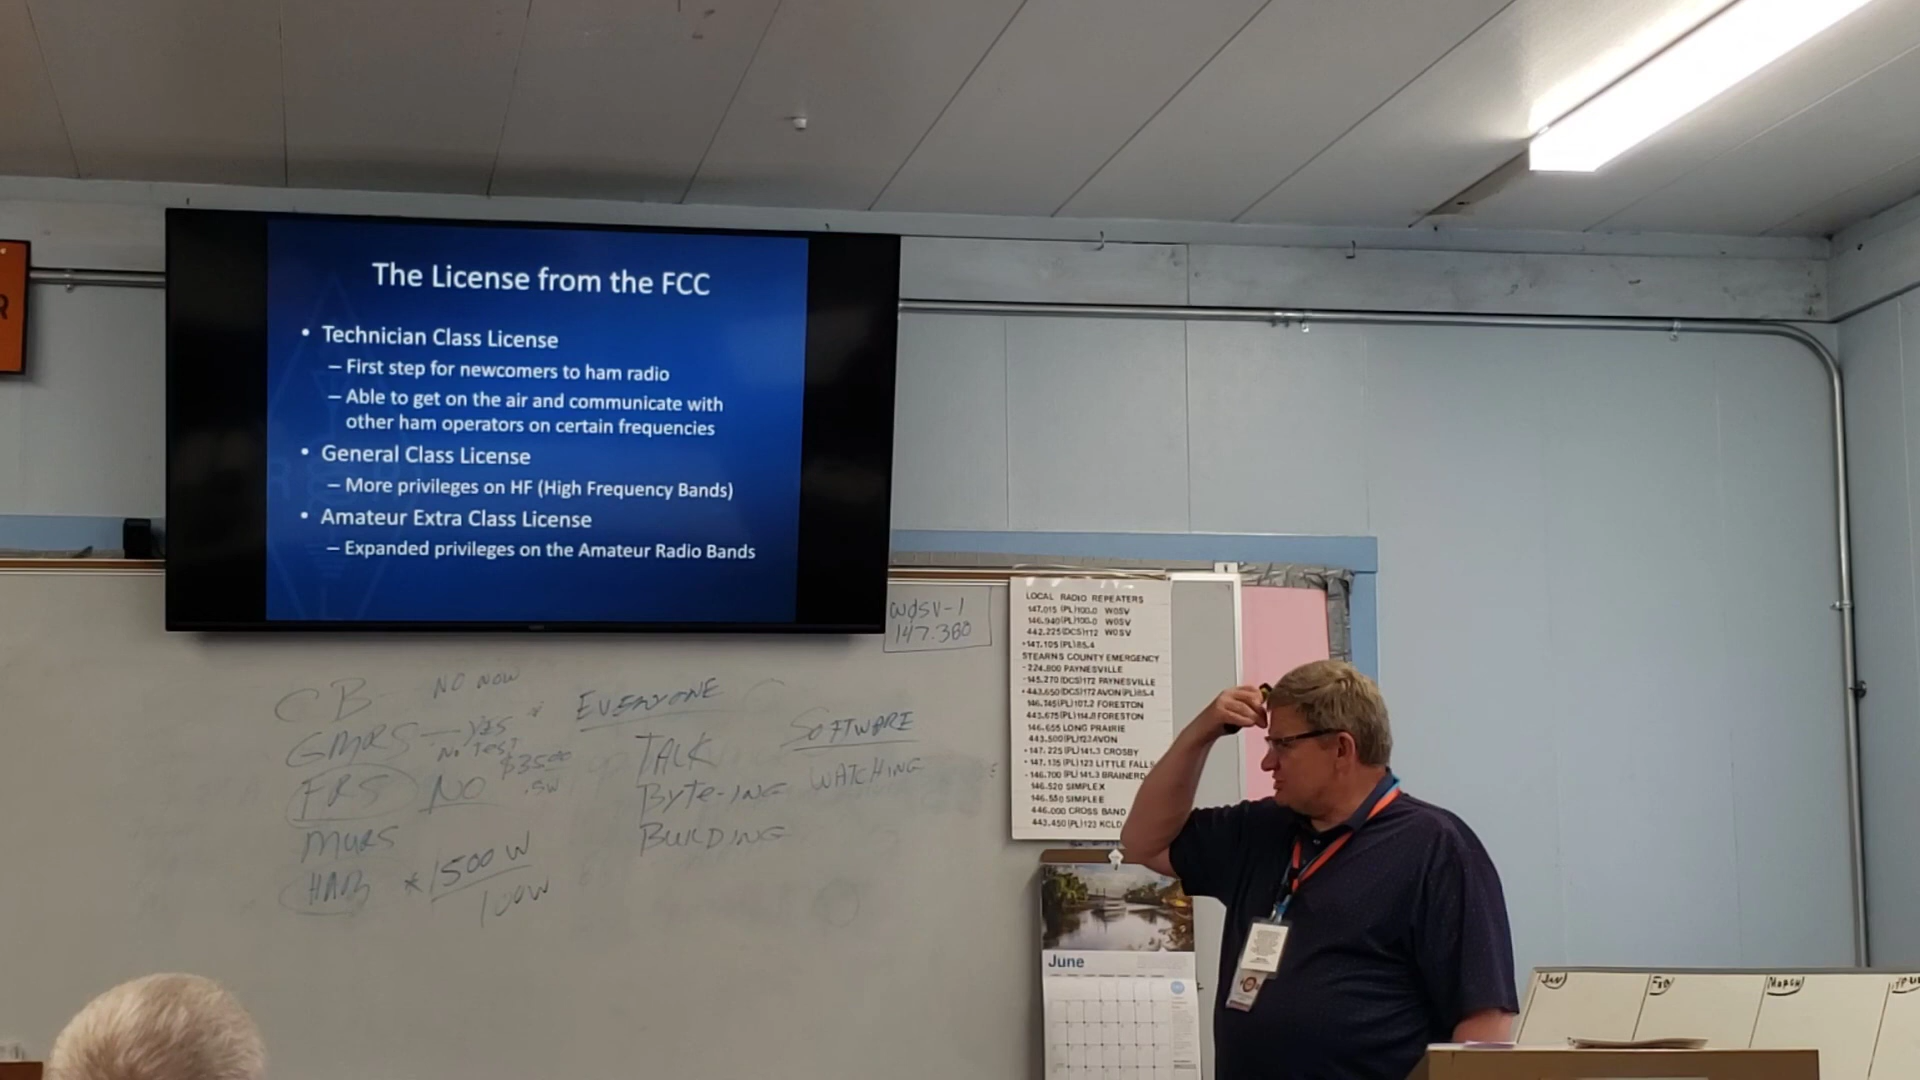 R
The License from the FCC
• Technician Class License
– First step for newcomers to ham radio
– Able to get on the air and communicate with
other ham operators on certain frequencies
• General Class License
– More privileges on HF (High Frequency Bands)
• Amateur Extra Class License
– Expanded privileges on the Amateur Radio Bands
WØSV-1
147.380
CB NO NOW
GMRS — YES
NO TEST
$35.00
FRS NO .5W
MURS
HAM * 1500 W
100W
EVERYONE
TALK
Byte-ING
BUILDING
SOFTWARE
WATCHING
LOCAL RADIO REPEATERS
147.015 (PL)100.0 W0SV
146.940(PL)100.0 W0SV
442.225(DCS)172 W0SV
•147.105(PL)85.4
STEARNS COUNTY EMERGENCY
- 224.800 PAYNESVILLE
-145.270(DCS)172 PAYNESVILLE
•443.650(DCS)172 AVON(PL)85.4
146.745(PL)107.2 FORESTON
443.675(PL)114.8 FORESTON
146.655 LONG PRAIRIE
443.500(PL)123 AVON
•147.225 (PL)141.3 CROSBY
•147.135 (PL)123 LITTLE FALLS
-146.700 (PL)141.3 BRAINERD
146.520 SIMPLEX
146.550 SIMPLEE
446.000 CROSS BAND
443.450(PL)123 KCLD
June
Jan
Feb
March